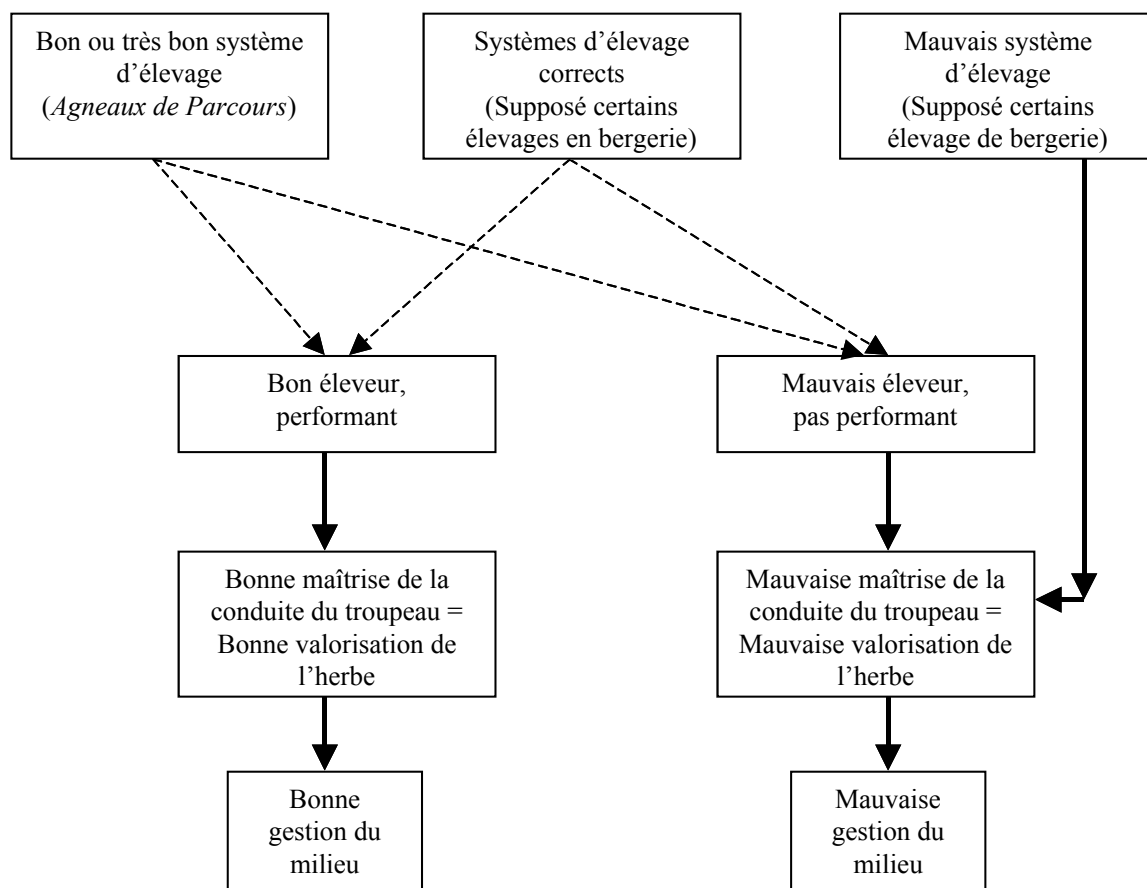 Bon ou très bon système
d’élevage
(Agneaux de Parcours)
Systèmes d’élevage
corrects
(Supposé certains
élevages en bergerie)
Mauvais système
d’élevage
(Supposé certains
élevage de bergerie)
Bon éleveur,
performant
Mauvais éleveur,
pas performant
Bonne maîtrise de la
conduite du troupeau =
Bonne valorisation de
l’herbe
Mauvaise maîtrise de la
conduite du troupeau =
Mauvaise valorisation de
l’herbe
Bonne
gestion du
milieu
Mauvaise
gestion du
milieu